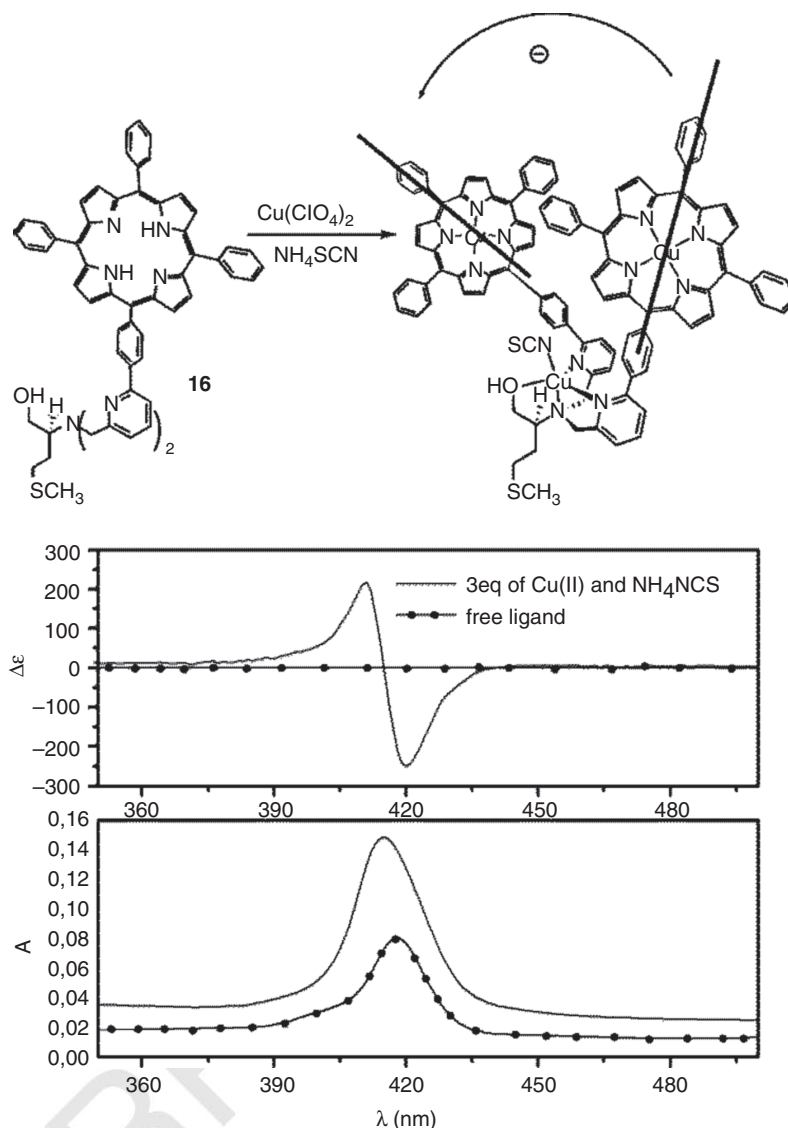 ⊖
Cu(ClO4)2
NH4SCN
N
HN
NH
N
N
N
N
N
N
Cu
N
N
N
16
OH
H
N
N
2
SCH3
SCN
HO
Cu
N
H
N
N
SCH3
300
200
100
0
−100
−200
−300
Δε
3eq of Cu(II) and NH4NCS
free ligand
360
390
420
450
480
0,16
0,14
0,12
0,10
0,08
0,06
0,04
0,02
0,00
A
360
390
420
450
480
λ (nm)